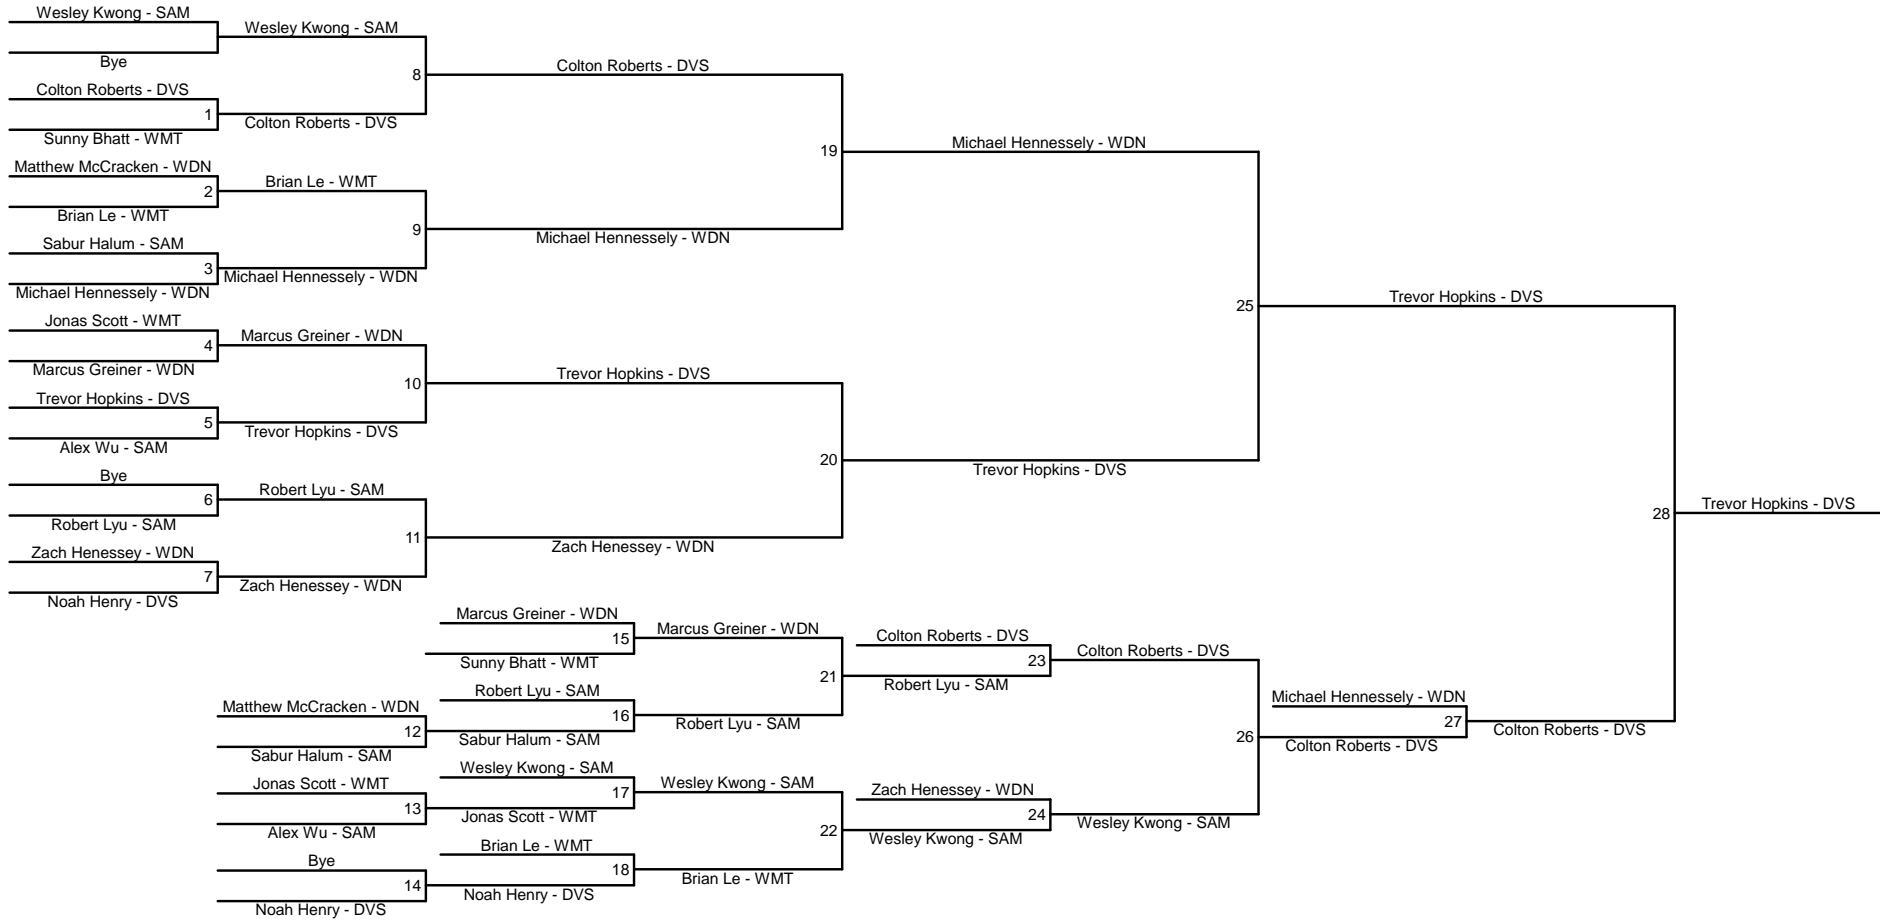 Wesley Kwong - SAM
Bye
Colton Roberts - DVS
1
Sunny Bhatt - WMT
Matthew McCracken - WDN
2
Brian Le - WMT
Sabur Halum - SAM
3
Michael Hennessely - WDN
Jonas Scott - WMT
4
Marcus Greiner - WDN
Trevor Hopkins - DVS
5
Alex Wu - SAM
Bye
6
Robert Lyu - SAM
Zach Henessey - WDN
7
Noah Henry - DVS
Wesley Kwong - SAM
8
Colton Roberts - DVS
Brian Le - WMT
9
Michael Hennessely - WDN
Marcus Greiner - WDN
10
Trevor Hopkins - DVS
Robert Lyu - SAM
11
Zach Henessey - WDN
Colton Roberts - DVS
19
Michael Hennessely - WDN
Trevor Hopkins - DVS
20
Zach Henessey - WDN
Michael Hennessely - WDN
25
Trevor Hopkins - DVS
Trevor Hopkins - DVS
28
Trevor Hopkins - DVS
Matthew McCracken - WDN
12
Sabur Halum - SAM
Jonas Scott - WMT
13
Alex Wu - SAM
Bye
14
Noah Henry - DVS
Marcus Greiner - WDN
15
Sunny Bhatt - WMT
Robert Lyu - SAM
16
Sabur Halum - SAM
Wesley Kwong - SAM
17
Jonas Scott - WMT
Brian Le - WMT
18
Noah Henry - DVS
Marcus Greiner - WDN
21
Robert Lyu - SAM
Wesley Kwong - SAM
22
Brian Le - WMT
Colton Roberts - DVS
23
Robert Lyu - SAM
Zach Henessey - WDN
24
Wesley Kwong - SAM
Colton Roberts - DVS
26
Wesley Kwong - SAM
Michael Hennessely - WDN
27
Colton Roberts - DVS
Colton Roberts - DVS